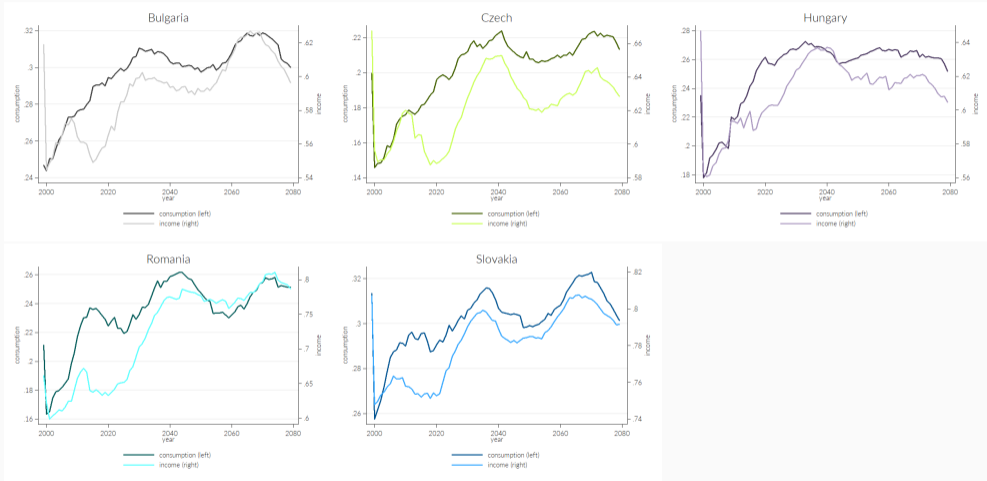 Bulgaria
.32
.3
.28
.26
.24
consumption
.62
.6
.58
.56
.54
income
2000 2020 2040 2060 2080
year
consumption (left)
income (right)
Czech
.22
.2
.18
.16
.14
consumption
.66
.64
.62
.6
.58
income
2000 2020 2040 2060 2080
year
consumption (left)
income (right)
Hungary
.28
.26
.24
.22
.2
.18
consumption
.64
.62
.6
.58
.56
income
2000 2020 2040 2060 2080
year
consumption (left)
income (right)
Romania
.26
.24
.22
.2
.18
.16
consumption
.8
.75
.7
.65
.6
income
2000 2020 2040 2060 2080
year
consumption (left)
income (right)
Slovakia
.32
.3
.28
.26
consumption
.82
.8
.78
.76
.74
income
2000 2020 2040 2060 2080
year
consumption (left)
income (right)